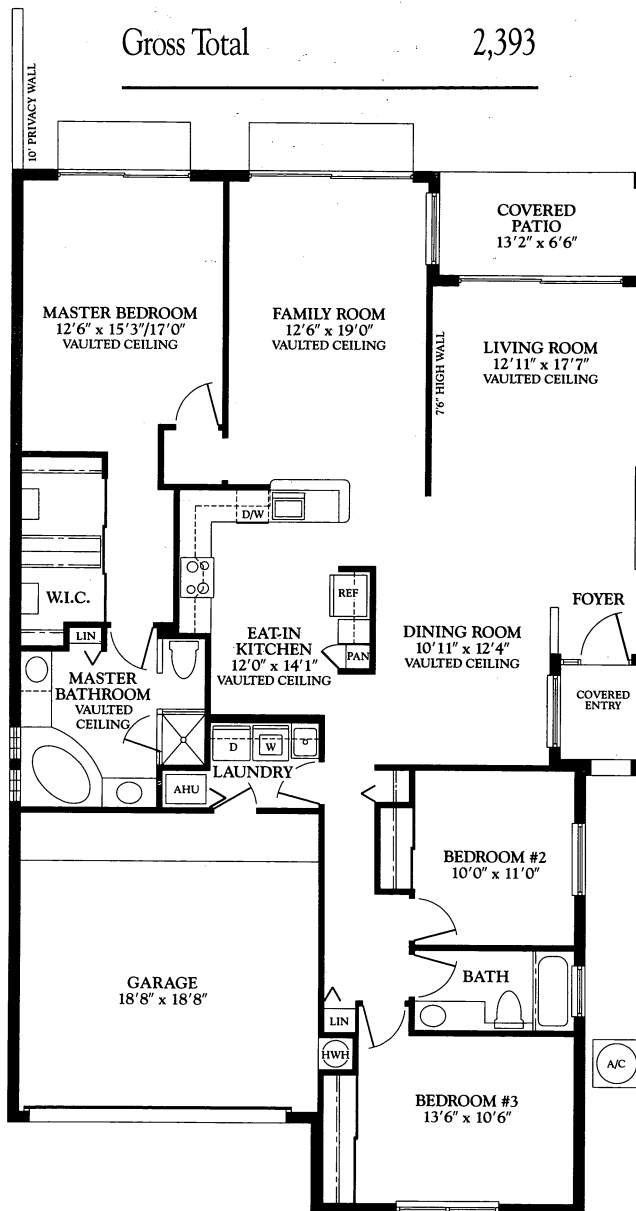 Gross Total 2,393
10' PRIVACY WALL
COVERED
PATIO
13'2" x 6'6"
MASTER BEDROOM
12'6" x 15'3"/17'0"
VAULTED CEILING
FAMILY ROOM
12'6" x 19'0"
VAULTED CEILING
7'6" HIGH WALL
LIVING ROOM
12'11" x 17'7"
VAULTED CEILING
D/W
W.I.C.
LIN
REF
PAN
EAT-IN
KITCHEN
12'0" x 14'1"
VAULTED CEILING
DINING ROOM
10'11" x 12'4"
VAULTED CEILING
FOYER
COVERED
ENTRY
MASTER
BATHROOM
VAULTED
CEILING
D
W
LAUNDRY
AHU
BEDROOM #2
10'0" x 11'0"
GARAGE
18'8" x 18'8"
BATH
LIN
HWH
A/C
BEDROOM #3
13'6" x 10'6"